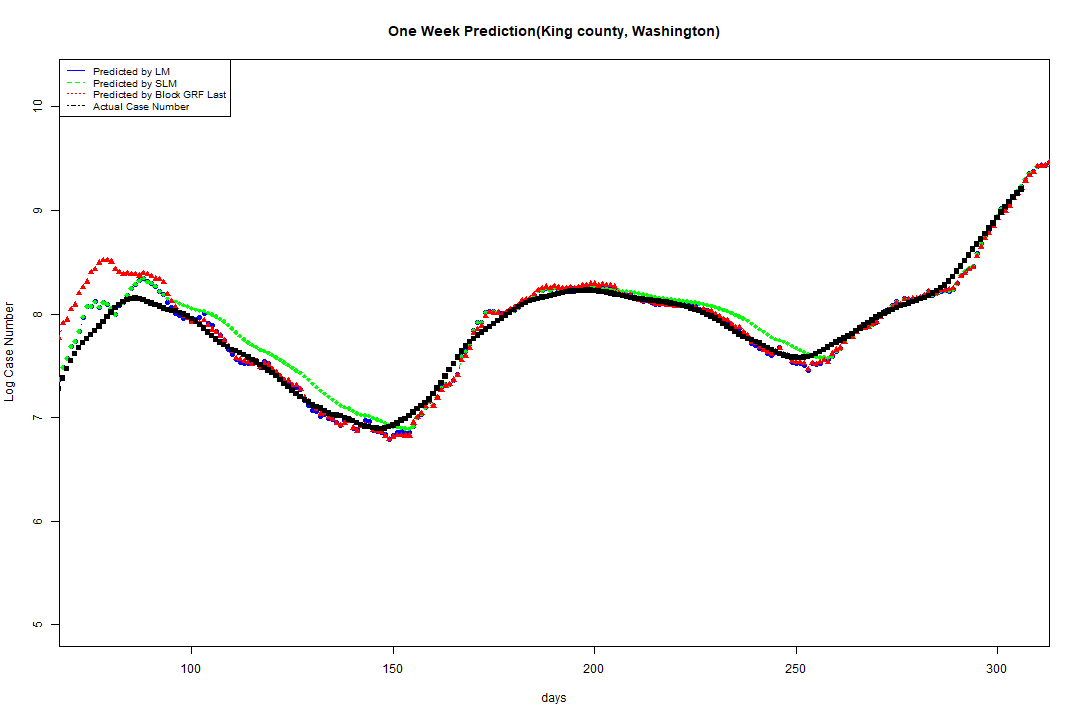 One Week Prediction(King county, Washington)
Predicted by LM
Predicted by SLM
Predicted by Block GRF Last
Actual Case Number
10
9
8
7
6
5
Log Case Number
100 150 200 250 300
days